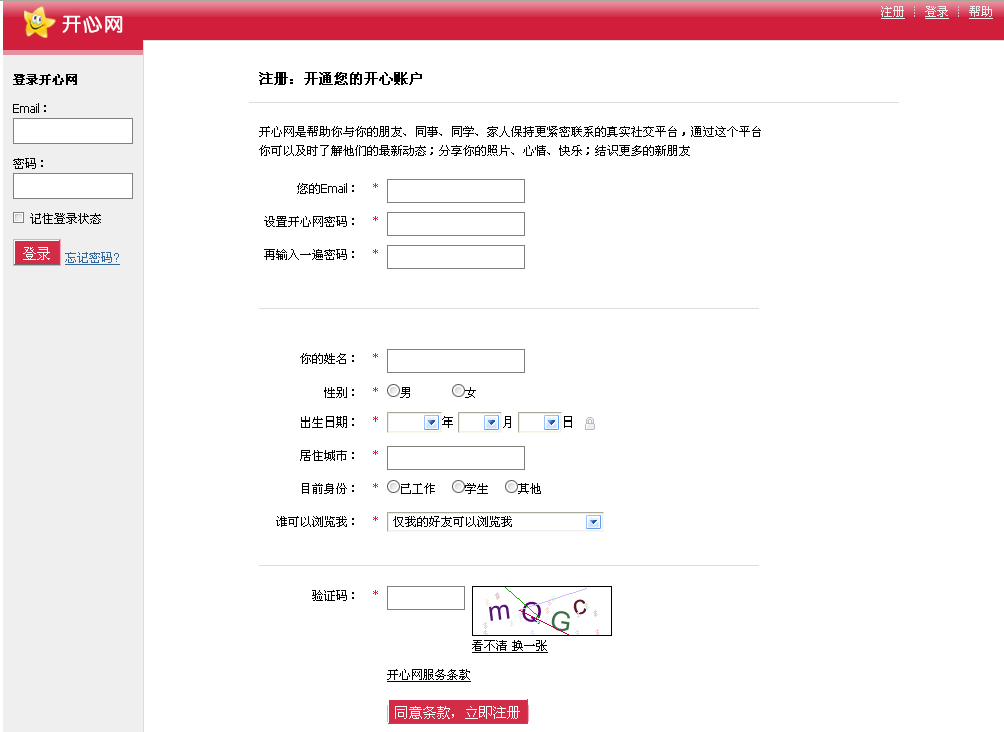 开心网
注册 登录 帮助
登录开心网
Email：
密码：
记住登录状态
登录 忘记密码?
注册：开通您的开心账户
开心网是帮助你与你的朋友、同事、同学、家人保持更紧密联系的真实社交平台，通过这个平台
你可以及时了解他们的最新动态；分享你的照片、心情、快乐；结识更多的新朋友
您的Email： *
设置开心网密码： *
再输入一遍密码： *
你的姓名： *
性别： * 男 女
出生日期： * 年 月 日
居住城市： *
目前身份： * 已工作 学生 其他
谁可以浏览我： * 仅我的好友可以浏览我
验证码： * mQGc
看不清 换一张
开心网服务条款
同意条款，立即注册